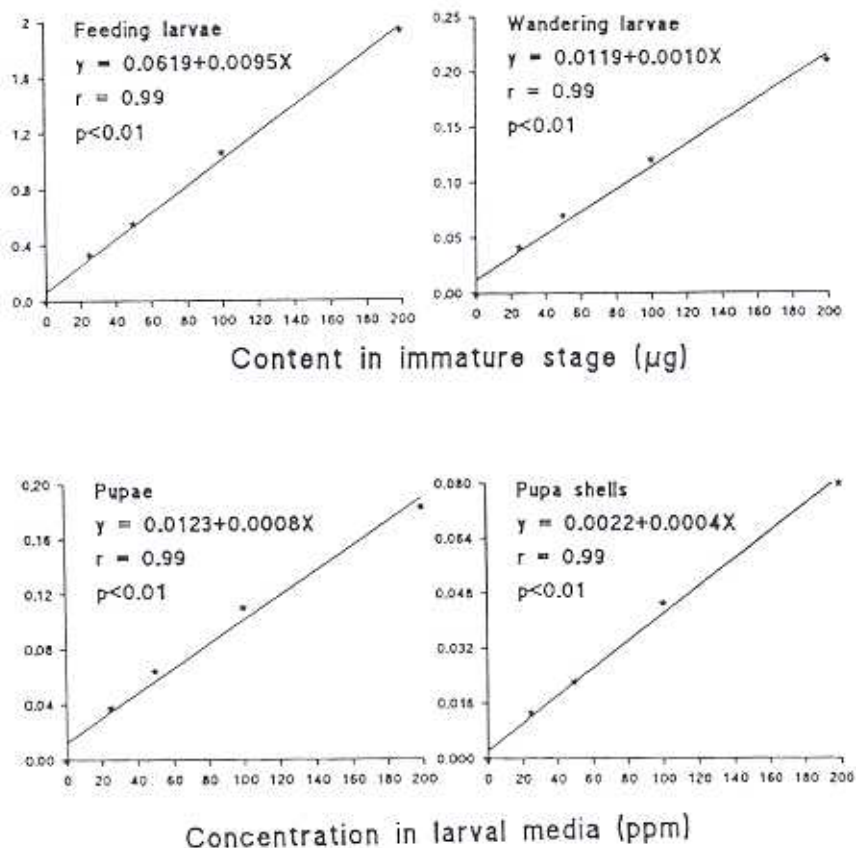 Feeding larvae
y = 0.0619+0.0095X
r = 0.99
p<0.01
2
1.8
1.2
0.8
0.4
0.0
0 20 40 60 80 100 120 140 160 180 200
Wandering larvae
y = 0.0119+0.0010X
r = 0.99
p<0.01
0.25
0.20
0.15
0.10
0.05
0.00
0 20 40 60 80 100 120 140 160 180 200
Content in immature stage (µg)
Pupae
y = 0.0123+0.0008X
r = 0.99
p<0.01
0.20
0.16
0.12
0.08
0.04
0.00
0 20 40 60 80 100 120 140 160 180 200
Pupa shells
y = 0.0022+0.0004X
r = 0.99
p<0.01
0.080
0.064
0.048
0.032
0.016
0.000
0 20 40 60 80 100 120 140 160 180 200
Concentration in larval media (ppm)